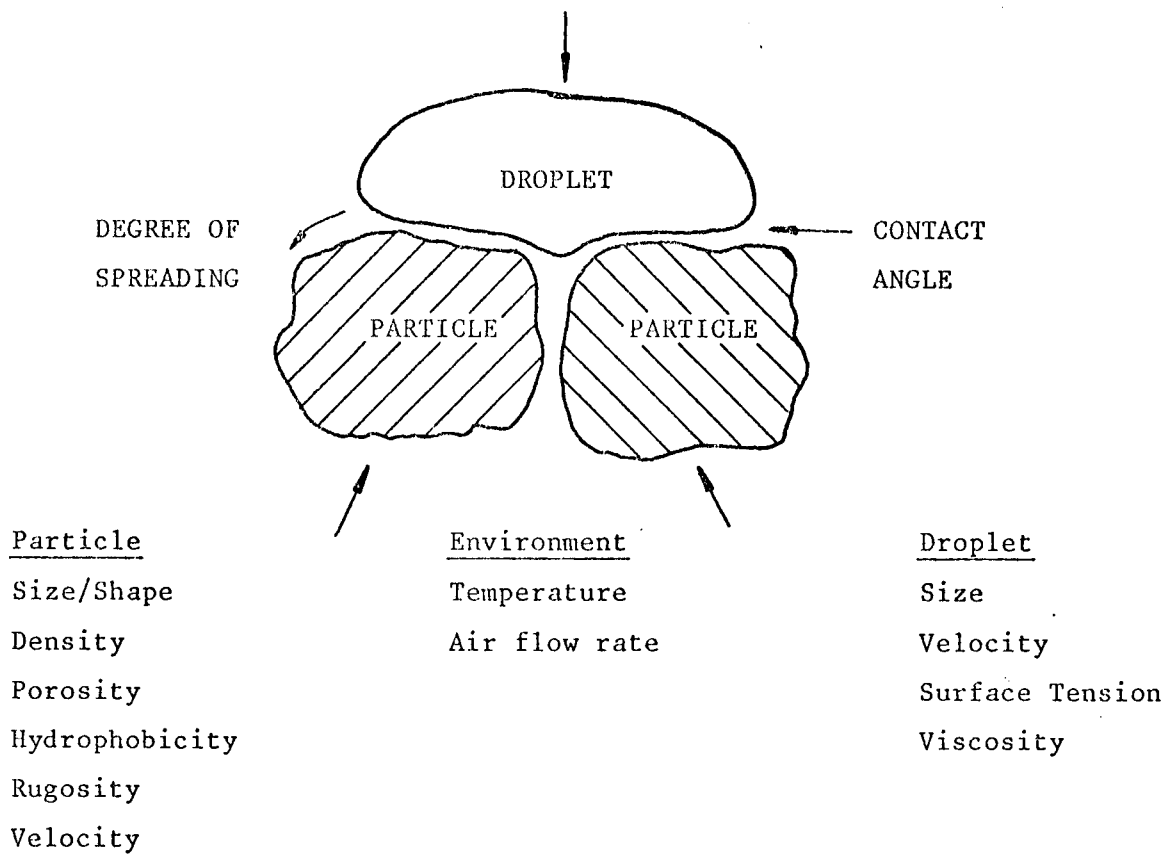 DROPLET
DEGREE OF
SPREADING
CONTACT
ANGLE
PARTICLE
PARTICLE
Particle
Size/Shape
Density
Porosity
Hydrophobicity
Rugosity
Velocity
Environment
Temperature
Air flow rate
Droplet
Size
Velocity
Surface Tension
Viscosity